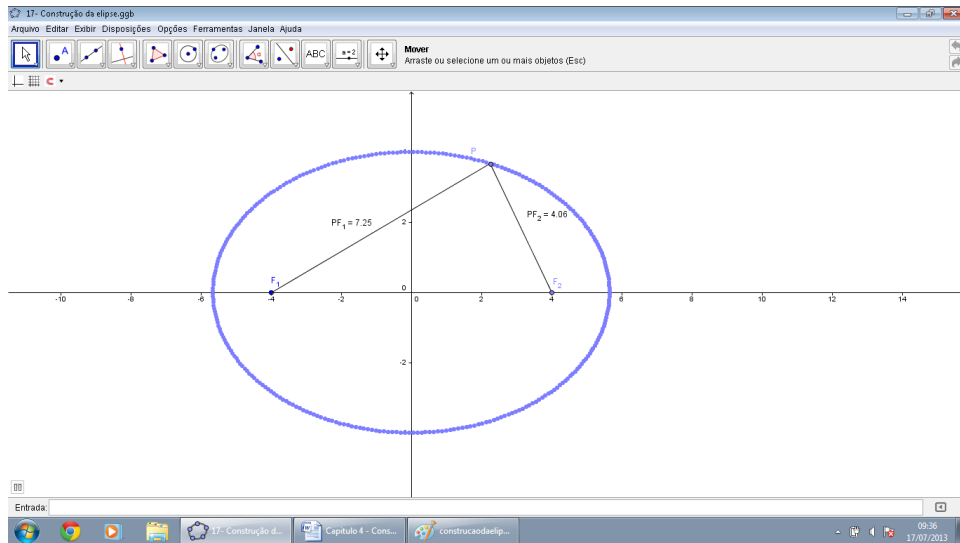 17- Construção da elipse.ggb
Arquivo Editar Exibir Disposições Opções Ferramentas Janela Ajuda
A
ABC
a=2
Mover
Arraste ou selecione um ou mais objetos (Esc)
P
PF1 = 7.25
PF2 = 4.06
2
F1
F2
0
-10 -6 -4 -2 0 2 4 6 8 10 12 14
-2
Entrada:
17- Construção d...
Capítulo 4 - Cons...
construcaodaelip...
09:36
17/07/2013